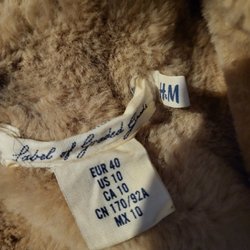 H&M
Label of Graded Goods
EUR 40
US 10
CA 10
CN 170/92A
MX 10